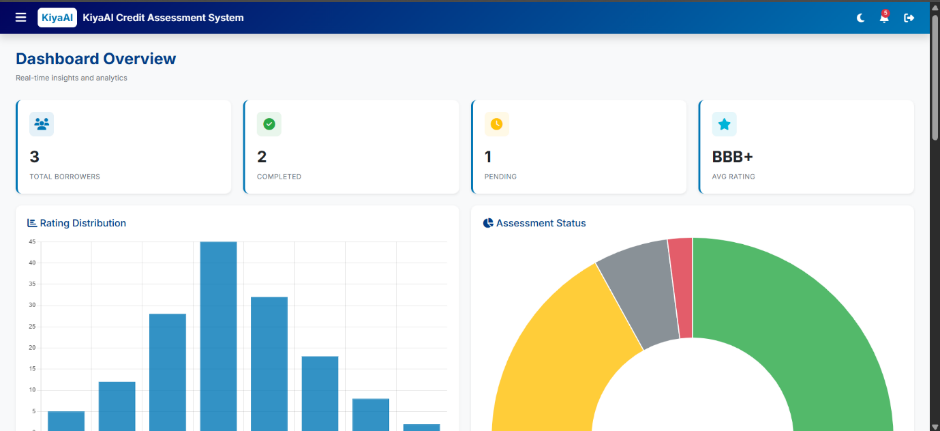 KiyaAI KiyaAI Credit Assessment System 5
Dashboard Overview
Real-time insights and analytics
3
TOTAL BORROWERS
2
COMPLETED
1
PENDING
BBB+
AVG RATING
Rating Distribution
45
40
35
30
25
20
15
10
5
Assessment Status